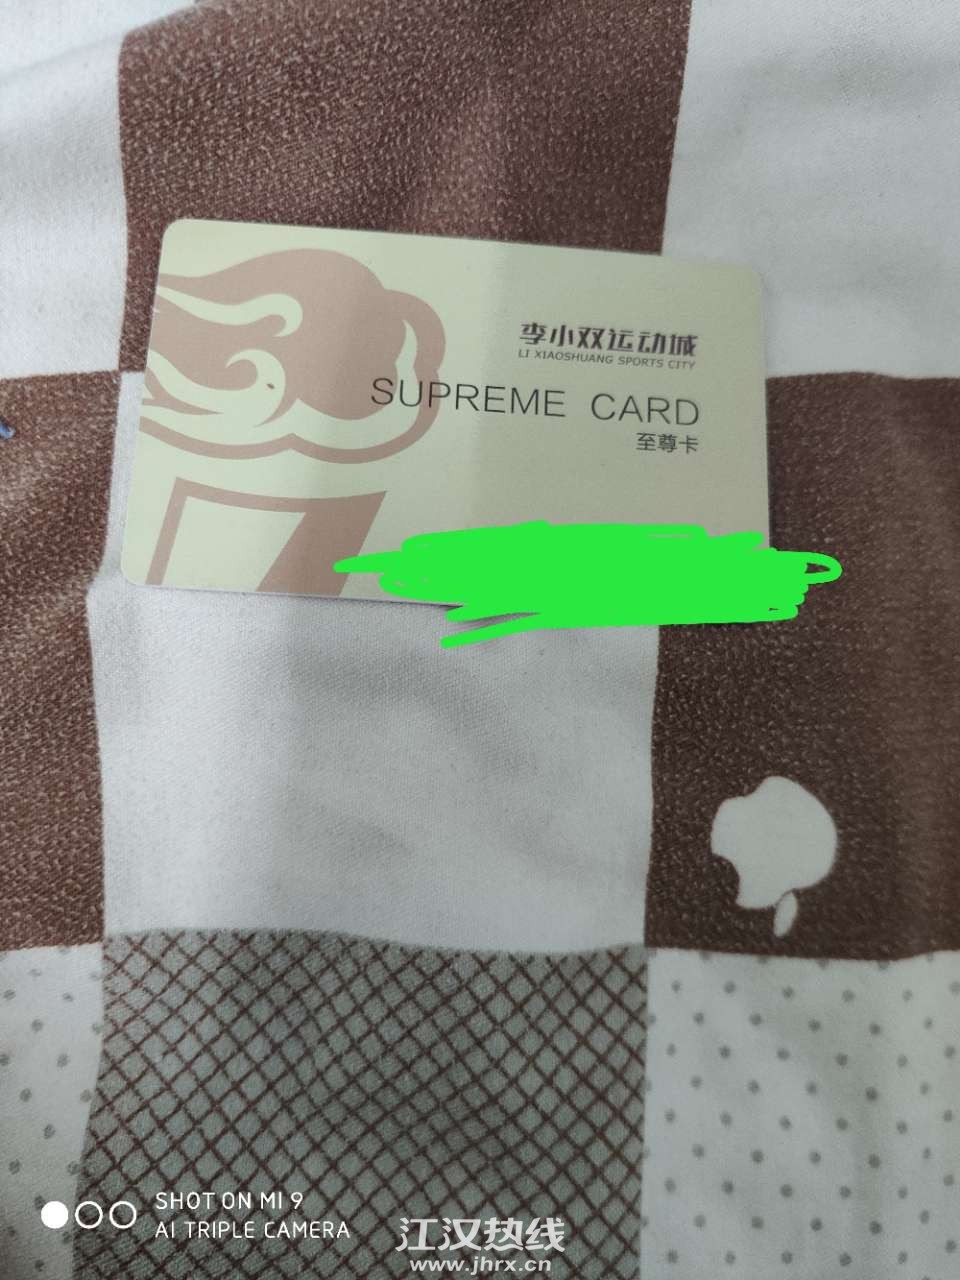 李小双运动城
LI XIAOSHUANG SPORTS CITY
SUPREME CARD
至尊卡
SHOT ON MI 9
AI TRIPLE CAMERA
江汉热线
www.jhrx.cn